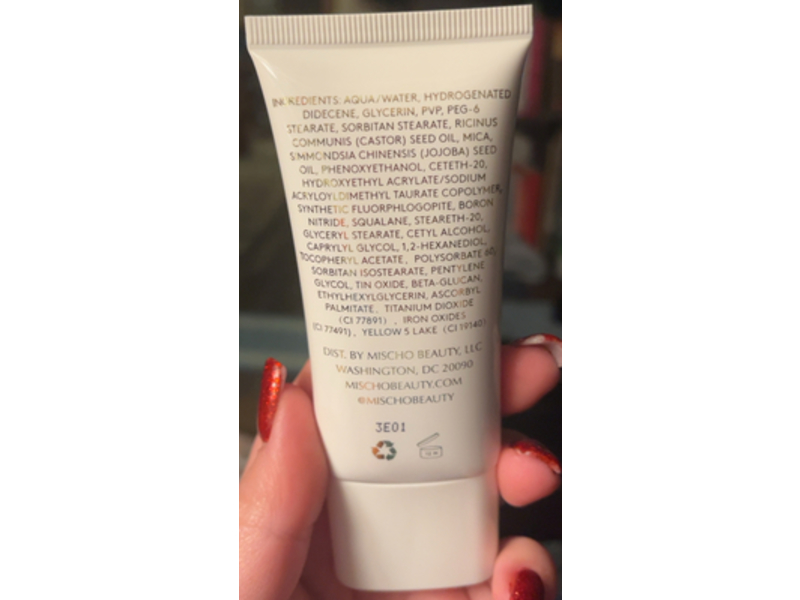 INGREDIENTS: AQUA/WATER, HYDROGENATED
DIDECENE, GLYCERIN, PVP, PEG-6
STEARATE, SORBITAN STEARATE, RICINUS
COMMUNIS (CASTOR) SEED OIL, MICA,
SIMMONDSIA CHINENSIS (JOJOBA) SEED
OIL, PHENOXYETHANOL, CETETH-20,
HYDROXYETHYL ACRYLATE/SODIUM
ACRYLOYLDIMETHYL TAURATE COPOLYMER,
SYNTHETIC FLUORPHLOGOPITE, BORON
NITRIDE, SQUALANE, STEARETH-20,
GLYCERYL STEARATE, CETYL ALCOHOL,
CAPRYLYL GLYCOL, 1,2-HEXANEDIOL,
TOCOPHERYL ACETATE, POLYSORBATE 60,
SORBITAN ISOSTEARATE, PENTYLENE
GLYCOL, TIN OXIDE, BETA-GLUCAN,
ETHYLHEXYLGLYCERIN, ASCORBYL
PALMITATE, TITANIUM DIOXIDE
(CI 77891) , IRON OXIDES
(CI 77491), YELLOW 5 LAKE (CI 19140)
DIST. BY MISCHO BEAUTY, LLC
WASHINGTON, DC 20090
MISCHOBEAUTY.COM
@MISCHOBEAUTY
3E01